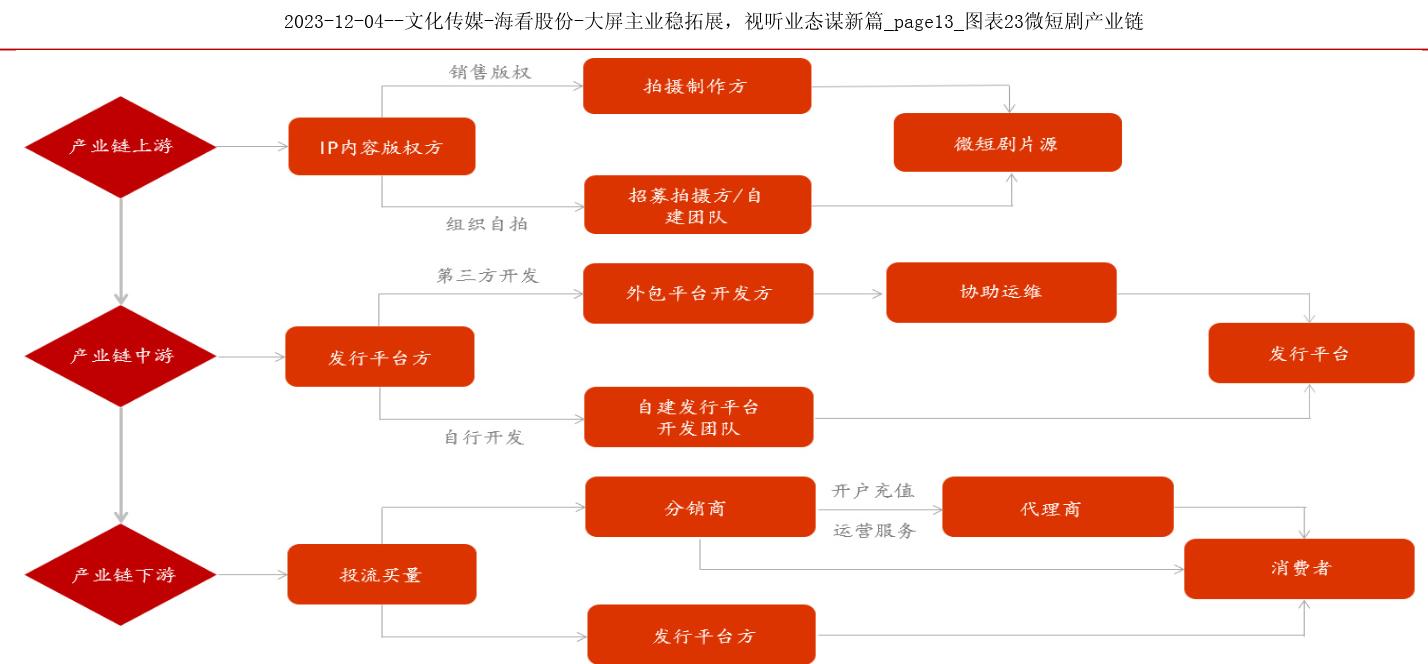 2023-12-04--文化传媒-海看股份-大屏主业稳拓展，视听业态谋新篇_page13_图表23微短剧产业链
销售版权
拍摄制作方
产业链上游
IP内容版权方
微短剧片源
招募拍摄方/自
建团队
组织自拍
第三方开发
外包平台开发方
协助运维
产业链中游
发行平台方
发行平台
自建发行平台
开发团队
自行开发
分销商
开户充值
运营服务
代理商
产业链下游
投流买量
消费者
发行平台方